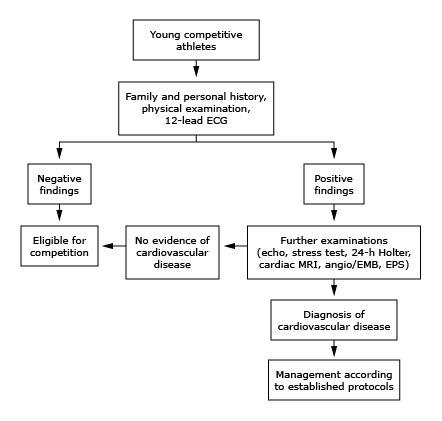 Young competitive
athletes
Family and personal history,
physical examination,
12-lead ECG
Negative
findings
Positive
findings
Eligible for
competition
No evidence of
cardiovascular
disease
Further examinations
(echo, stress test, 24-h Holter,
cardiac MRI, angio/EMB, EPS)
Diagnosis of
cardiovascular disease
Management according
to established protocols